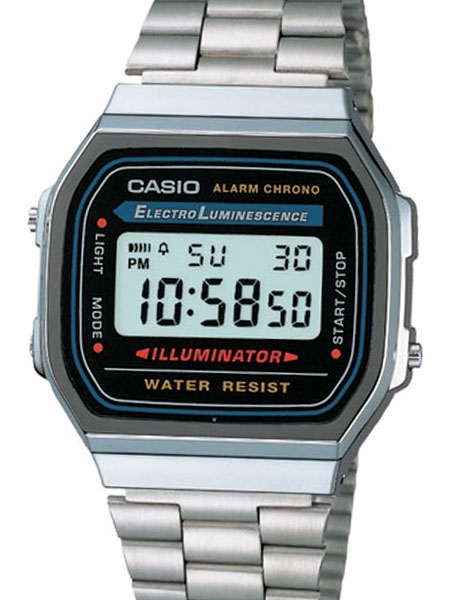 CASIO ALARM CHRONO
ELECTRO LUMINESCENCE
LIGHT
MODE
START/STOP
SU 30
PM
10:58 50
ILLUMINATOR
WATER RESIST